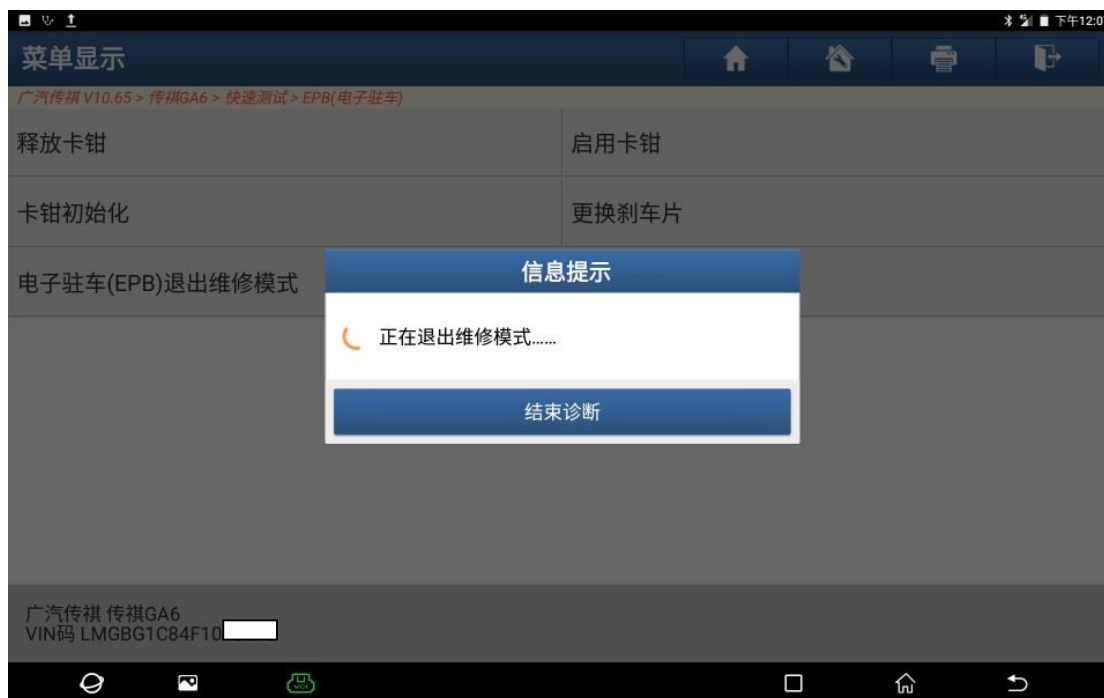 下午12:0
菜单显示
广汽传祺 V10.65 > 传祺GA6 > 快速测试 > EPB(电子驻车)
释放卡钳
启用卡钳
卡钳初始化
更换刹车片
电子驻车(EPB)退出维修模式
信息提示
正在退出维修模式......
结束诊断
广汽传祺 传祺GA6
VIN码 LMGBG1C84F10
VCI